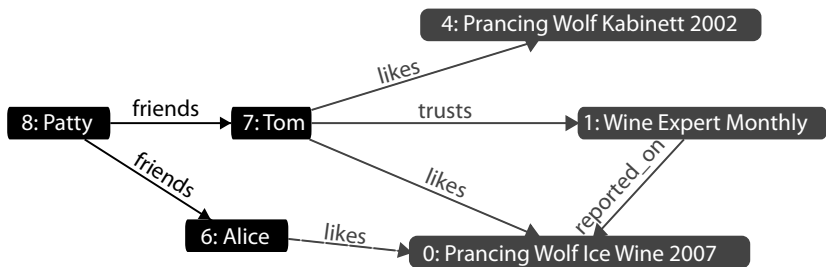 4: Prancing Wolf Kabinett 2002
likes
8: Patty
friends
7: Tom
trusts
1: Wine Expert Monthly
friends
likes
reported_on
6: Alice
likes
0: Prancing Wolf Ice Wine 2007